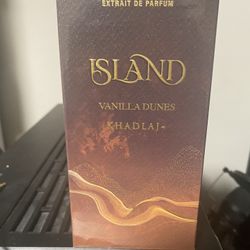 EXTRAIT DE PARFUM
ISLAND
VANILLA DUNES
KHADLAJ